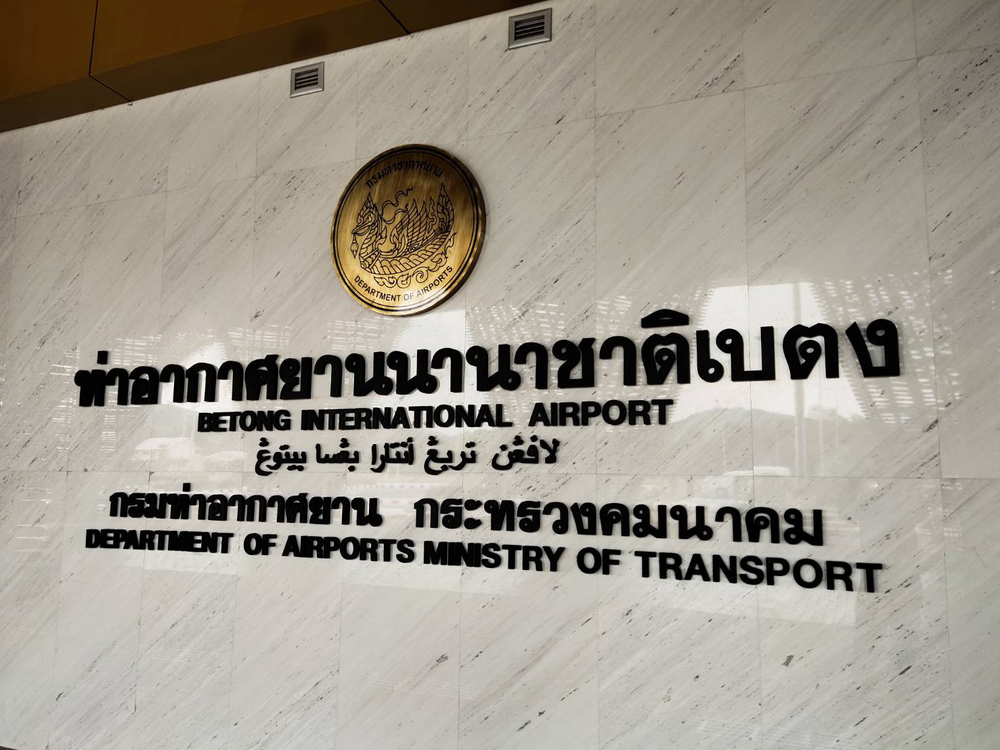 กรมท่าอากาศยาน
DEPARTMENT OF AIRPORTS
ท่าอากาศยานนานาชาติเบตง
BETONG INTERNATIONAL AIRPORT
لاڤڠن تربڠ أنتارا بڠسا بيتوڠ
กรมท่าอากาศยาน กระทรวงคมนาคม
DEPARTMENT OF AIRPORTS MINISTRY OF TRANSPORT